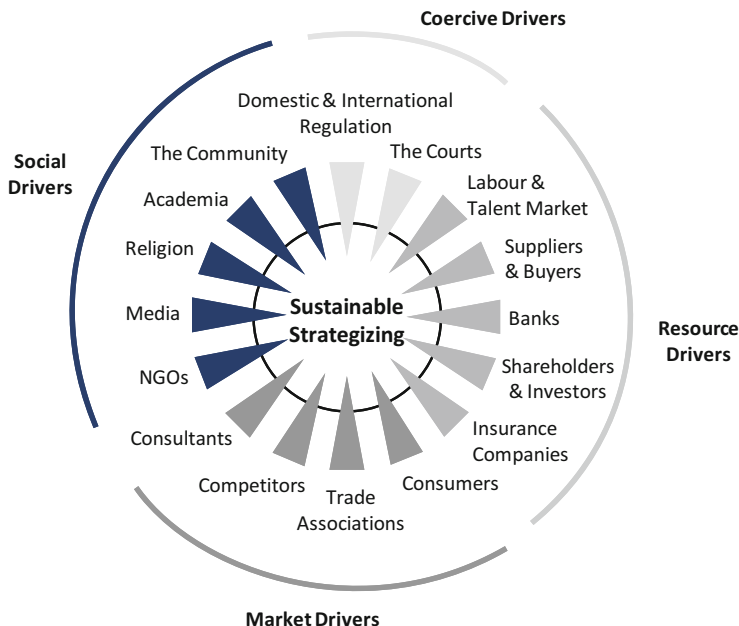 Coercive Drivers
Domestic & International
Regulation
The Courts
Labour &
Talent Market
Suppliers
& Buyers
Banks
Shareholders
& Investors
Insurance
Companies
Resource
Drivers
Consumers
Trade
Associations
Competitors
Consultants
Market Drivers
NGOs
Media
Religion
Academia
The Community
Social
Drivers
Sustainable
Strategizing